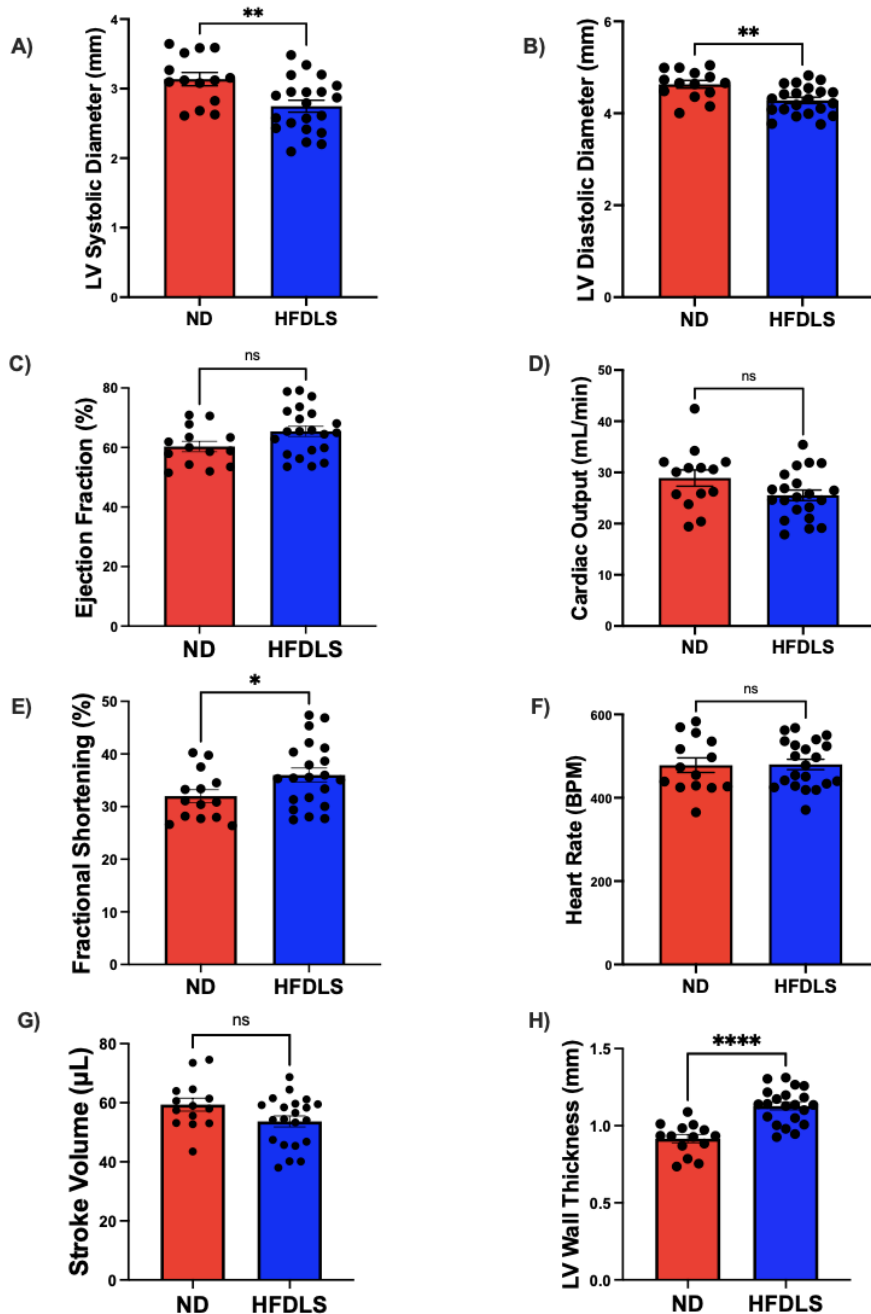 A)
**
LV Systolic Diameter (mm)
4
3
2
1
0
ND HFDLS
B)
**
LV Diastolic Diameter (mm)
6
4
2
0
ND HFDLS
C)
ns
Ejection Fraction (%)
80
60
40
20
0
ND HFDLS
D)
ns
Cardiac Output (mL/min)
50
40
30
20
10
0
ND HFDLS
E)
*
Fractional Shortening (%)
50
40
30
20
10
0
ND HFDLS
F)
ns
Heart Rate (BPM)
600
400
200
0
ND HFDLS
G)
ns
Stroke Volume (µL)
80
60
40
20
0
ND HFDLS
H)
****
LV Wall Thickness (mm)
1.5
1.0
0.5
0.0
ND HFDLS